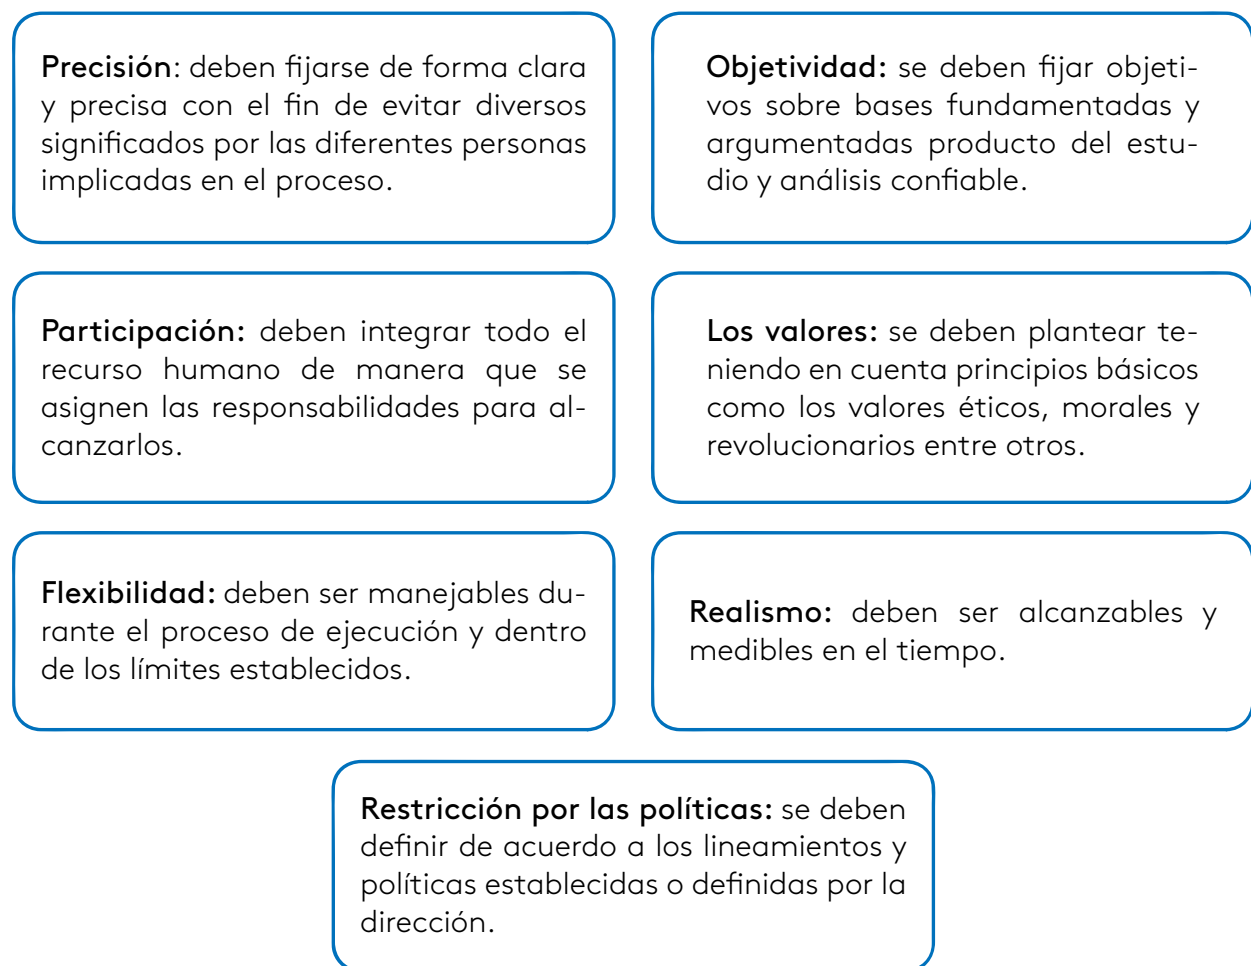 Precisión: deben fijarse de forma clara
y precisa con el fin de evitar diversos
significados por las diferentes personas
implicadas en el proceso.
Objetividad: se deben fijar objeti-
vos sobre bases fundamentadas y
argumentadas producto del estu-
dio y análisis confiable.
Participación: deben integrar todo el
recurso humano de manera que se
asignen las responsabilidades para al-
canzarlos.
Los valores: se deben plantear te-
niendo en cuenta principios básicos
como los valores éticos, morales y
revolucionarios entre otros.
Flexibilidad: deben ser manejables du-
rante el proceso de ejecución y dentro
de los límites establecidos.
Realismo: deben ser alcanzables y
medibles en el tiempo.
Restricción por las políticas: se deben
definir de acuerdo a los lineamientos y
políticas establecidas o definidas por la
dirección.